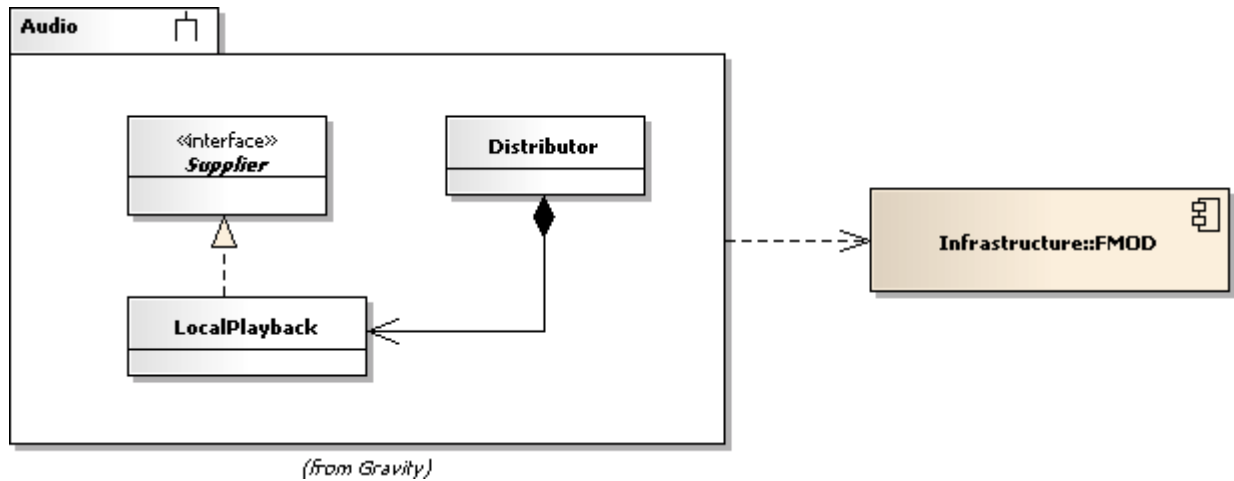 Audio
«interface»
Supplier
Distributor
Infrastructure::FMOD
LocalPlayback
(from Gravity)